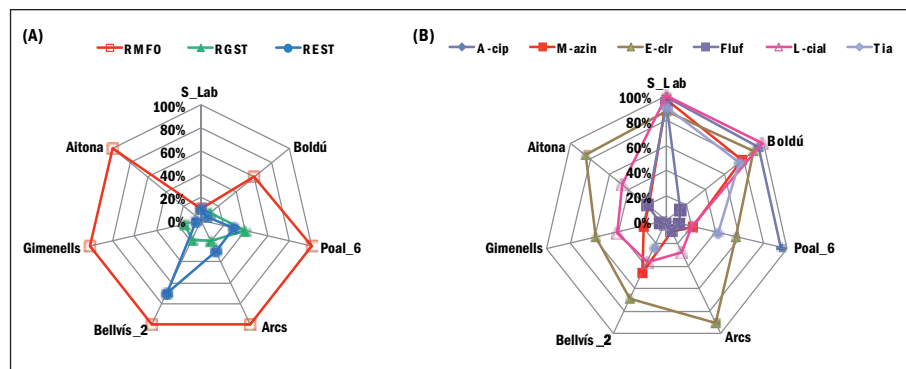 (A)
RMFO RGST REST
S_Lab
100%
80%
60%
40%
20%
0%
Boldú
Poal_6
Arcs
Bellvís_2
Gimenells
Aitona
(B)
A-cip M-azin E-clr Fluf L-cial Tia
S_Lab
100%
80%
60%
40%
20%
0%
Boldú
Poal_6
Arcs
Bellvís_2
Gimenells
Aitona